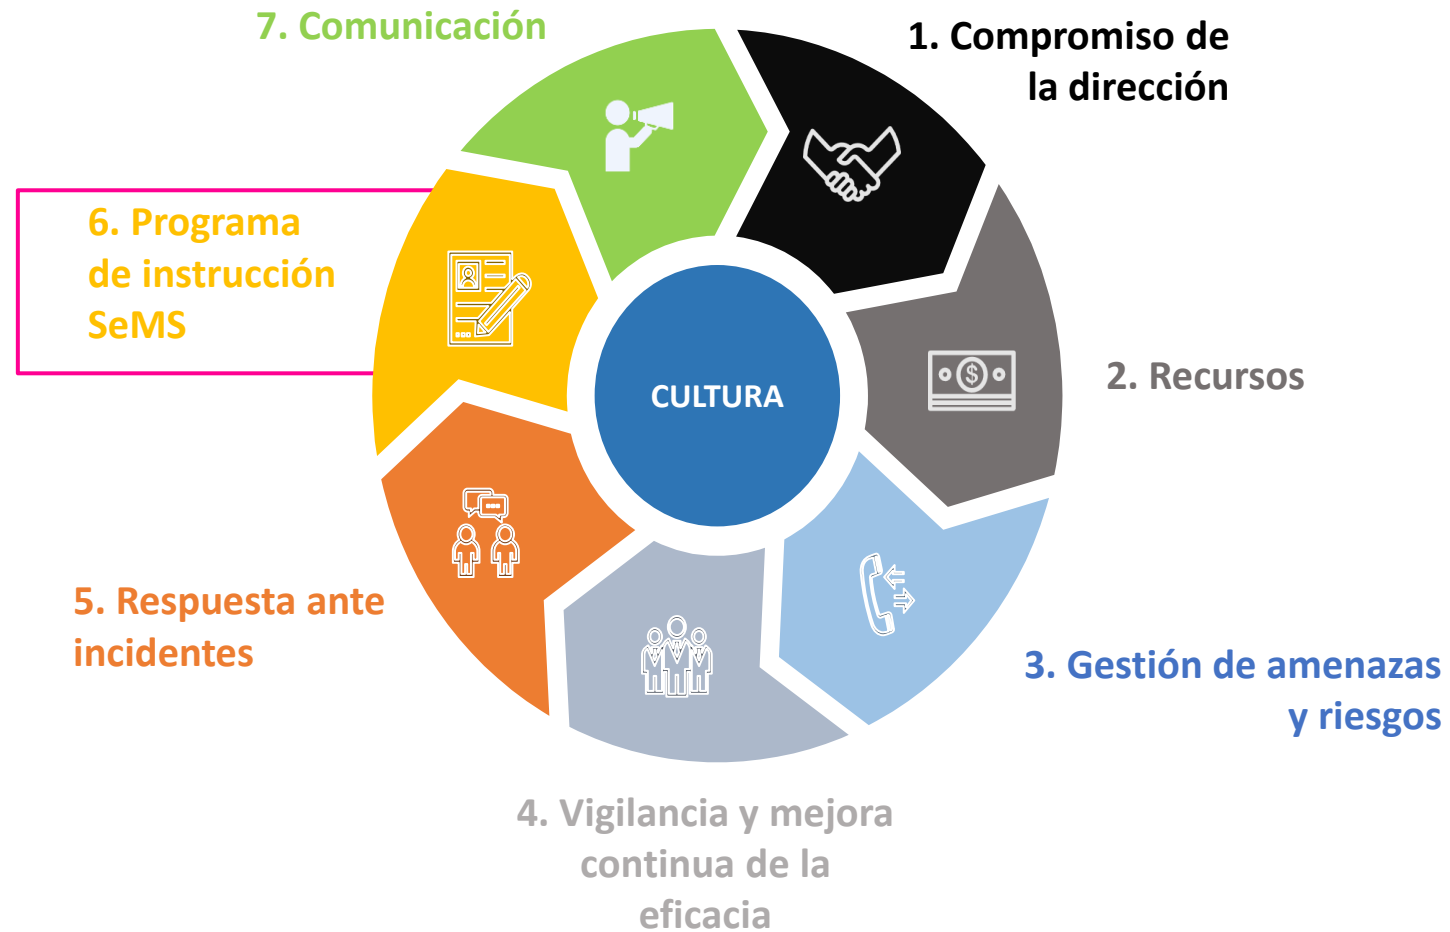 7. Comunicación
1. Compromiso de
la dirección
6. Programa
de instrucción
SeMS
2. Recursos
CULTURA
5. Respuesta ante
incidentes
3. Gestión de amenazas
y riesgos
4. Vigilancia y mejora
continua de la
eficacia